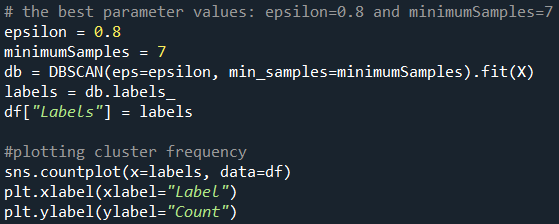 # the best parameter values: epsilon=0.8 and minimumSamples=7
epsilon = 0.8
minimumSamples = 7
db = DBSCAN(eps=epsilon, min_samples=minimumSamples).fit(X)
labels = db.labels_
df["Labels"] = labels
#plotting cluster frequency
sns.countplot(x=labels, data=df)
plt.xlabel(xlabel="Label")
plt.ylabel(ylabel="Count")